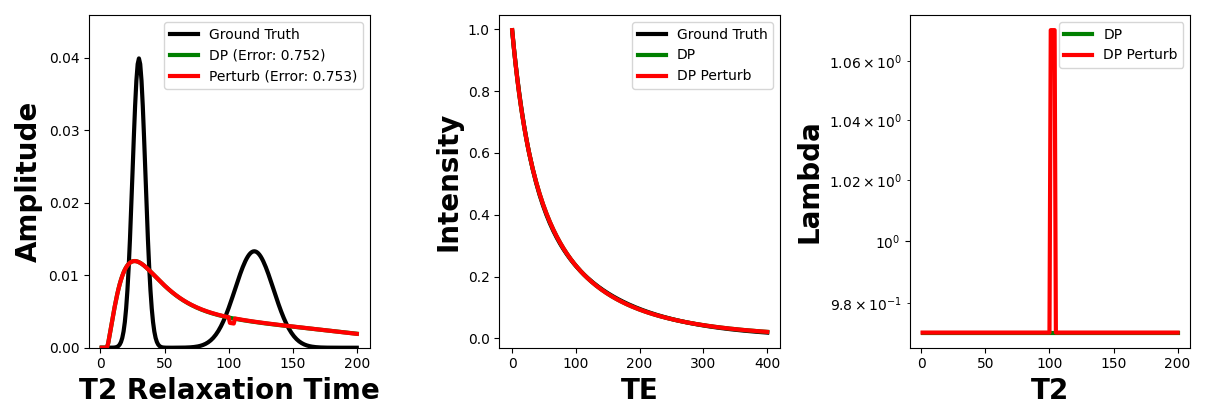 Ground Truth
DP (Error: 0.752)
Perturb (Error: 0.753)
0.04
0.03
0.02
0.01
0.00
0 50 100 150 200
Amplitude
T2 Relaxation Time
Ground Truth
DP
DP Perturb
1.0
0.8
0.6
0.4
0.2
0.0
0 100 200 300 400
Intensity
TE
DP
DP Perturb
1.06 × 10⁰
1.04 × 10⁰
1.02 × 10⁰
10⁰
9.8 × 10⁻¹
0 50 100 150 200
Lambda
T2